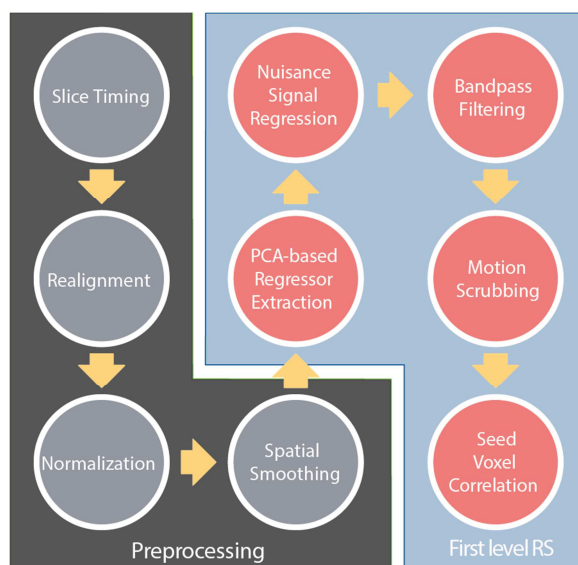 Slice Timing
Realignment
Normalization
Spatial
Smoothing
PCA-based
Regressor
Extraction
Nuisance
Signal
Regression
Bandpass
Filtering
Motion
Scrubbing
Seed
Voxel
Correlation
Preprocessing
First level RS